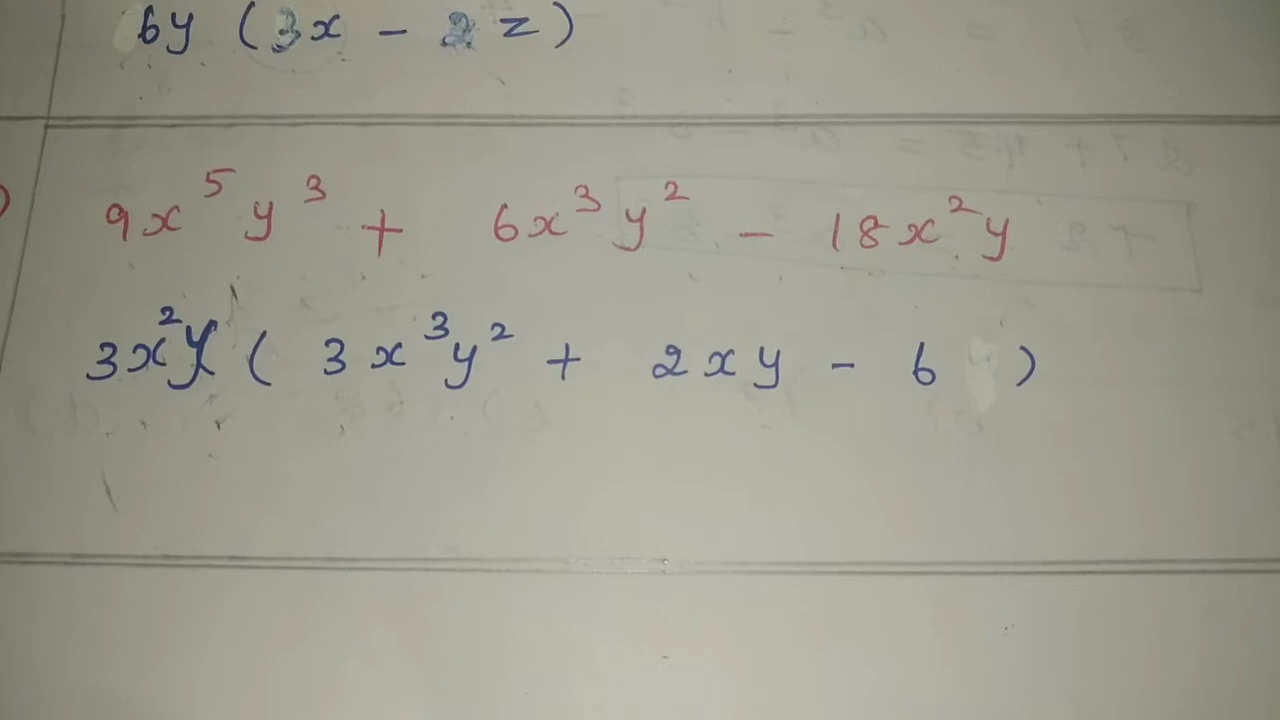 6y (3x - 2z)
)
9x⁵y³ + 6x³y² - 18x²y
3x²y ( 3x³y² + 2xy - 6 )